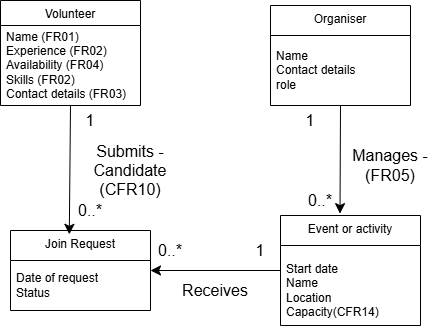 Volunteer
Name (FR01)
Experience (FR02)
Availability (FR04)
Skills (FR02)
Contact details (FR03)
Organiser
Name
Contact details
role
1
1
Submits -
Candidate
(CFR10)
Manages -
(FR05)
0..*
0..*
Join Request
Date of request
Status
0..*
1
Receives
Event or activity
Start date
Name
Location
Capacity(CFR14)